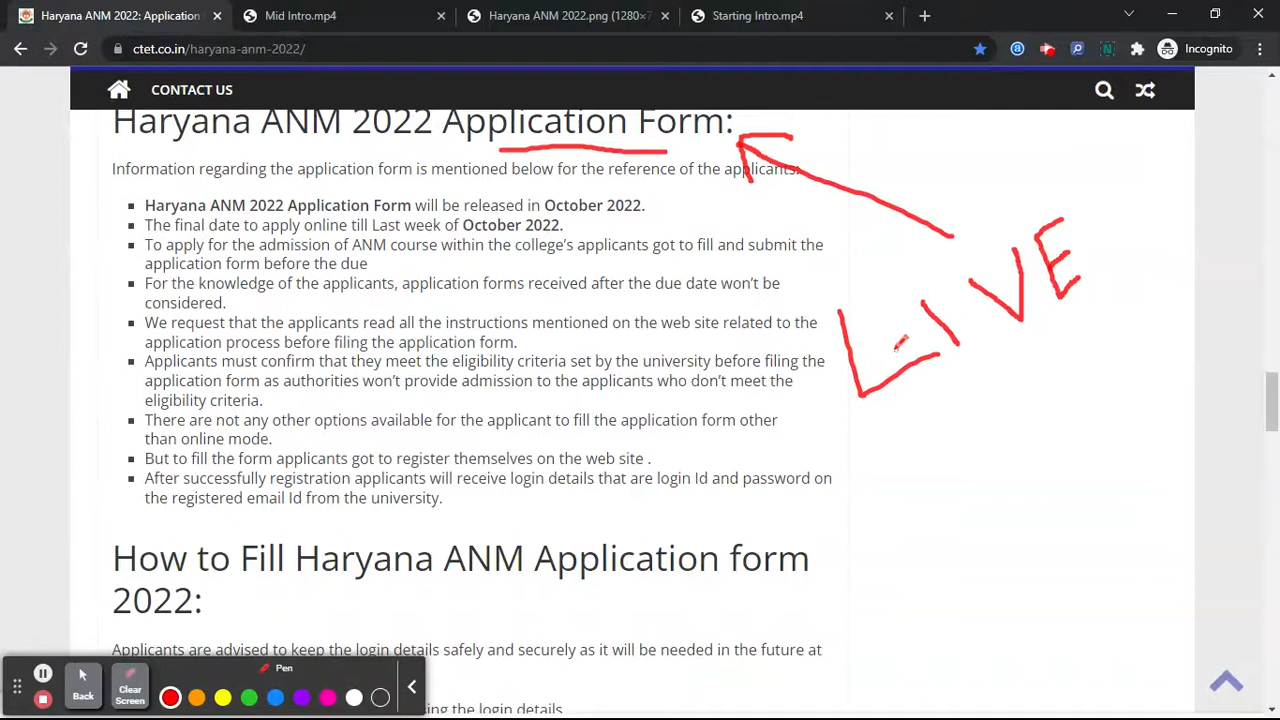 ctet.co.in: Haryana ANM 2022: Application
Mid Intro.mp4
Haryana ANM 2022.png (1280×7
Starting Intro.mp4
ctet.co.in/haryana-anm-2022/
Incognito
CONTACT US
Haryana ANM 2022 Application Form:
Information regarding the application form is mentioned below for the reference of the applicants:
Haryana ANM 2022 Application Form will be released in October 2022.
The final date to apply online till Last week of October 2022.
To apply for the admission of ANM course within the college's applicants got to fill and submit the
application form before the due
For the knowledge of the applicants, application forms received after the due date won't be
considered.
We request that the applicants read all the instructions mentioned on the web site related to the
application process before filing the application form.
Applicants must confirm that they meet the eligibility criteria set by the university before filing the
application form as authorities won't provide admission to the applicants who don't meet the
eligibility criteria.
There are not any other options available for the applicant to fill the application form other
than online mode.
But to fill the form applicants got to register themselves on the web site .
After successfully registration applicants will receive login details that are login Id and password on
the registered email Id from the university.
LIVE
How to Fill Haryana ANM Application form
2022:
Applicants are advised to keep the login details safely and securely as it will be needed in the future at
sing the login details
Back
Clear
Screen
Pen